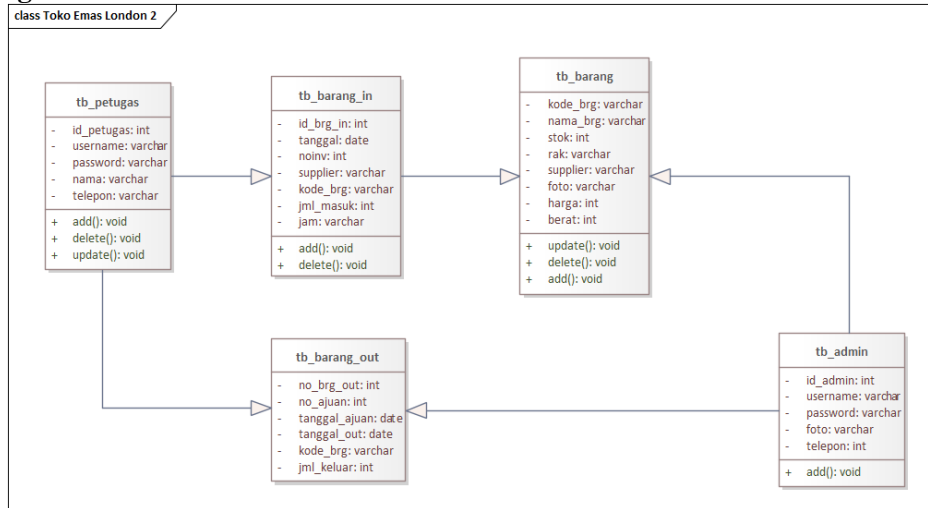 class Toko Emas London 2
tb_petugas
- id_petugas: int
- username: varchar
- password: varchar
- nama: varchar
- telepon: varchar
+ add(): void
+ delete(): void
+ update(): void
tb_barang_in
- id_brg_in: int
- tanggal: date
- noinv: int
- supplier: varchar
- kode_brg: varchar
- jml_masuk: int
- jam: varchar
+ add(): void
+ delete(): void
tb_barang
- kode_brg: varchar
- nama_brg: varchar
- stok: int
- rak: varchar
- supplier: varchar
- foto: varchar
- harga: int
- berat: int
+ update(): void
+ delete(): void
+ add(): void
tb_barang_out
- no_brg_out: int
- no_ajuan: int
- tanggal_ajuan: date
- tanggal_out: date
- kode_brg: varchar
- jml_keluar: int
tb_admin
- id_admin: int
- username: varchar
- password: varchar
- foto: varchar
- telepon: int
+ add(): void